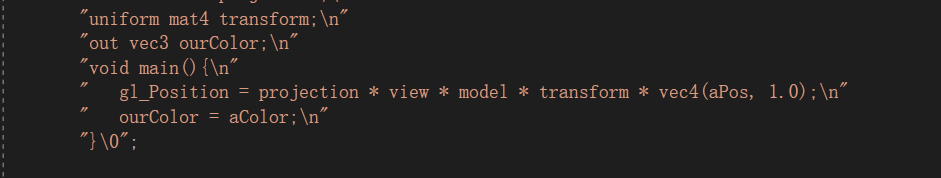 "uniform mat4 transform;\n"
"out vec3 ourColor;\n"
"void main(){\n"
"   gl_Position = projection * view * model * transform * vec4(aPos, 1.0);\n"
"   ourColor = aColor;\n"
"}\0";